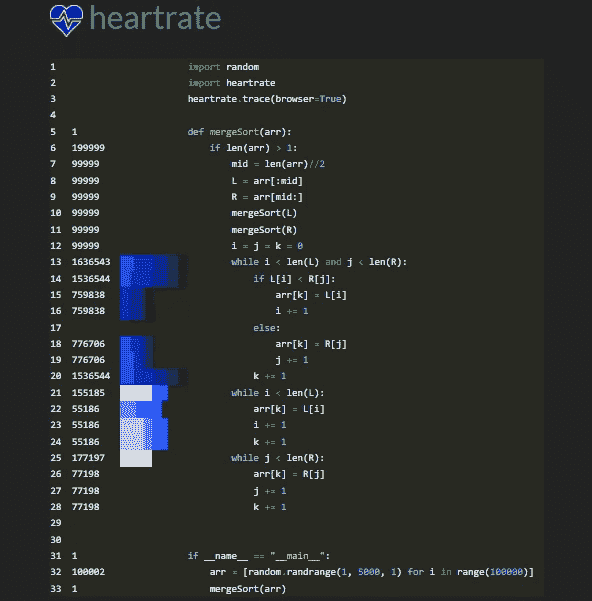 heartrate
1 import random
2 import heartrate
3 heartrate.trace(browser=True)
4
5 1 def mergeSort(arr):
6 199999 if len(arr) > 1:
7 99999 mid = len(arr)//2
8 99999 L = arr[:mid]
9 99999 R = arr[mid:]
10 99999 mergeSort(L)
11 99999 mergeSort(R)
12 99999 i = j = k = 0
13 1636543 while i < len(L) and j < len(R):
14 1536544 if L[i] < R[j]:
15 759838 arr[k] = L[i]
16 759838 i += 1
17 else:
18 776706 arr[k] = R[j]
19 776706 j += 1
20 1536544 k += 1
21 155185 while i < len(L):
22 55186 arr[k] = L[i]
23 55186 i += 1
24 55186 k += 1
25 177197 while j < len(R):
26 77198 arr[k] = R[j]
27 77198 j += 1
28 77198 k += 1
29
30
31 1 if __name__ == "__main__":
32 100002 arr = [random.randrange(1, 5000, 1) for i in range(100000)]
33 1 mergeSort(arr)